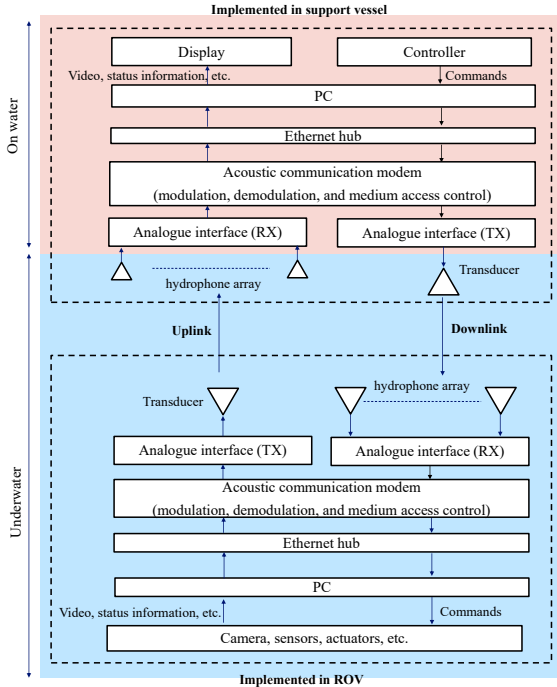 Implemented in support vessel
Display
Controller
Video, status information, etc.
Commands
PC
Ethernet hub
Acoustic communication modem
(modulation, demodulation, and medium access control)
Analogue interface (RX)
Analogue interface (TX)
On water
Transducer
hydrophone array
Uplink
Downlink
hydrophone array
Transducer
Analogue interface (TX)
Analogue interface (RX)
Acoustic communication modem
(modulation, demodulation, and medium access control)
Underwater
Ethernet hub
PC
Video, status information, etc.
Commands
Camera, sensors, actuators, etc.
Implemented in ROV